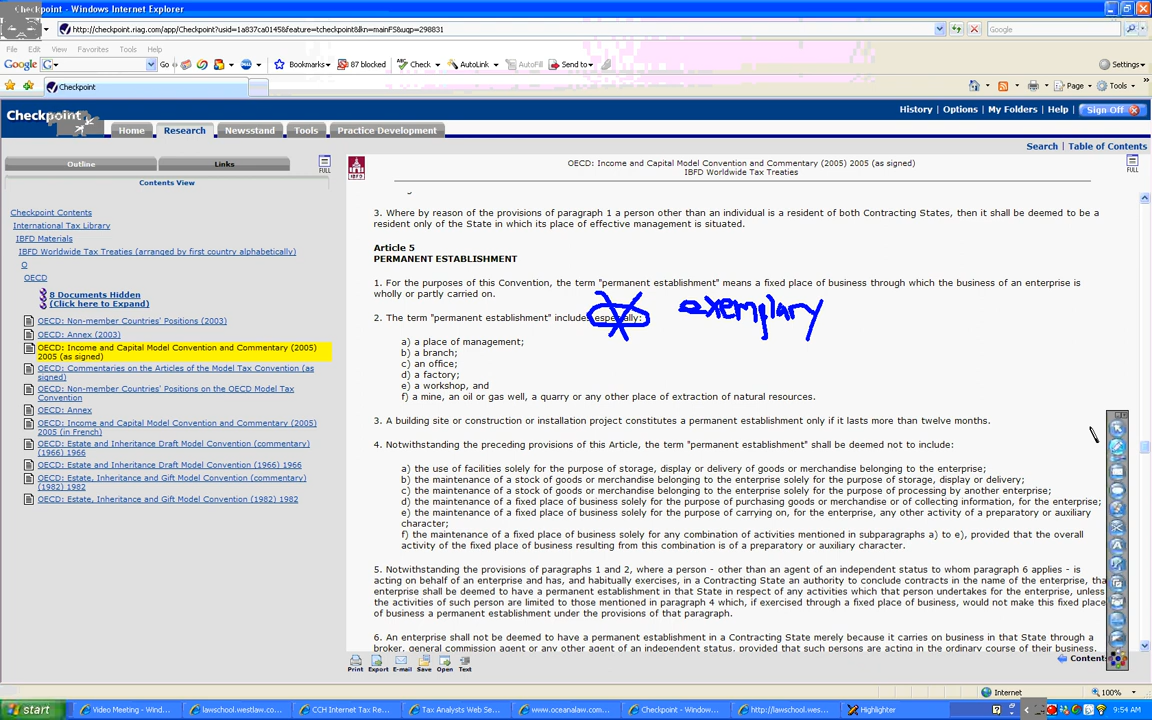 Checkpoint - Windows Internet Explorer
http://checkpoint.riag.com/app/Checkpoint?usid=1a837ca0145&feature=tcheckpoint&lkn=mainFS&uqp=298831
Google
File Edit View Favorites Tools Help
Google G Go Bookmarks 87 blocked Check AutoLink AutoFill Send to Settings
Checkpoint
Page Tools
Checkpoint
History | Options | My Folders | Help | Sign Off
Home Research Newsstand Tools Practice Development
Search | Table of Contents
Outline Links
FULL
Contents View
Checkpoint Contents
International Tax Library
IBFD Materials
IBFD Worldwide Tax Treaties (arranged by first country alphabetically)
O
OECD
8 Documents Hidden
(Click here to Expand)
OECD: Non-member Countries' Positions (2003)
OECD: Annex (2003)
OECD: Income and Capital Model Convention and Commentary (2005)
2005 (as signed)
OECD: Commentaries on the Articles of the Model Tax Convention (as
signed)
OECD: Non-member Countries' Positions on the OECD Model Tax
Convention
OECD: Annex
OECD: Income and Capital Model Convention and Commentary (2005)
2005 (in French)
OECD: Estate and Inheritance Draft Model Convention (commentary)
(1966) 1966
OECD: Estate and Inheritance Draft Model Convention (1966) 1966
OECD: Estate, Inheritance and Gift Model Convention (commentary)
(1982) 1982
OECD: Estate, Inheritance and Gift Model Convention (1982) 1982
IBFD
OECD: Income and Capital Model Convention and Commentary (2005) 2005 (as signed)
IBFD Worldwide Tax Treaties
FULL
3. Where by reason of the provisions of paragraph 1 a person other than an individual is a resident of both Contracting States, then it shall be deemed to be a
resident only of the State in which its place of effective management is situated.
Article 5
PERMANENT ESTABLISHMENT
1. For the purposes of this Convention, the term "permanent establishment" means a fixed place of business through which the business of an enterprise is
wholly or partly carried on.
exemplary
2. The term "permanent establishment" includes especially:
a) a place of management;
b) a branch;
c) an office;
d) a factory;
e) a workshop, and
f) a mine, an oil or gas well, a quarry or any other place of extraction of natural resources.
3. A building site or construction or installation project constitutes a permanent establishment only if it lasts more than twelve months.
4. Notwithstanding the preceding provisions of this Article, the term "permanent establishment" shall be deemed not to include:
a) the use of facilities solely for the purpose of storage, display or delivery of goods or merchandise belonging to the enterprise;
b) the maintenance of a stock of goods or merchandise belonging to the enterprise solely for the purpose of storage, display or delivery;
c) the maintenance of a stock of goods or merchandise belonging to the enterprise solely for the purpose of processing by another enterprise;
d) the maintenance of a fixed place of business solely for the purpose of purchasing goods or merchandise or of collecting information, for the enterprise;
e) the maintenance of a fixed place of business solely for the purpose of carrying on, for the enterprise, any other activity of a preparatory or auxiliary
character;
f) the maintenance of a fixed place of business solely for any combination of activities mentioned in subparagraphs a) to e), provided that the overall
activity of the fixed place of business resulting from this combination is of a preparatory or auxiliary character.
5. Notwithstanding the provisions of paragraphs 1 and 2, where a person - other than an agent of an independent status to whom paragraph 6 applies - is
acting on behalf of an enterprise and has, and habitually exercises, in a Contracting State an authority to conclude contracts in the name of the enterprise, tha
enterprise shall be deemed to have a permanent establishment in that State in respect of any activities which that person undertakes for the enterprise, unless
the activities of such person are limited to those mentioned in paragraph 4 which, if exercised through a fixed place of business, would not make this fixed place
of business a permanent establishment under the provisions of that paragraph.
6. An enterprise shall not be deemed to have a permanent establishment in a Contracting State merely because it carries on business in that State through a
broker, general commission agent or any other agent of an independent status, provided that such persons are acting in the ordinary course of their business.
Print Export E-mail Save Open Text
Content
Internet 100%
start Video Meeting - Wind... lawschool.westlaw.co... CCH Internet Tax Re... Tax Analysts Web Se... www.oceanalaw.com... Checkpoint - Window... http://lawschool.wes... Highlighter 9:54 AM